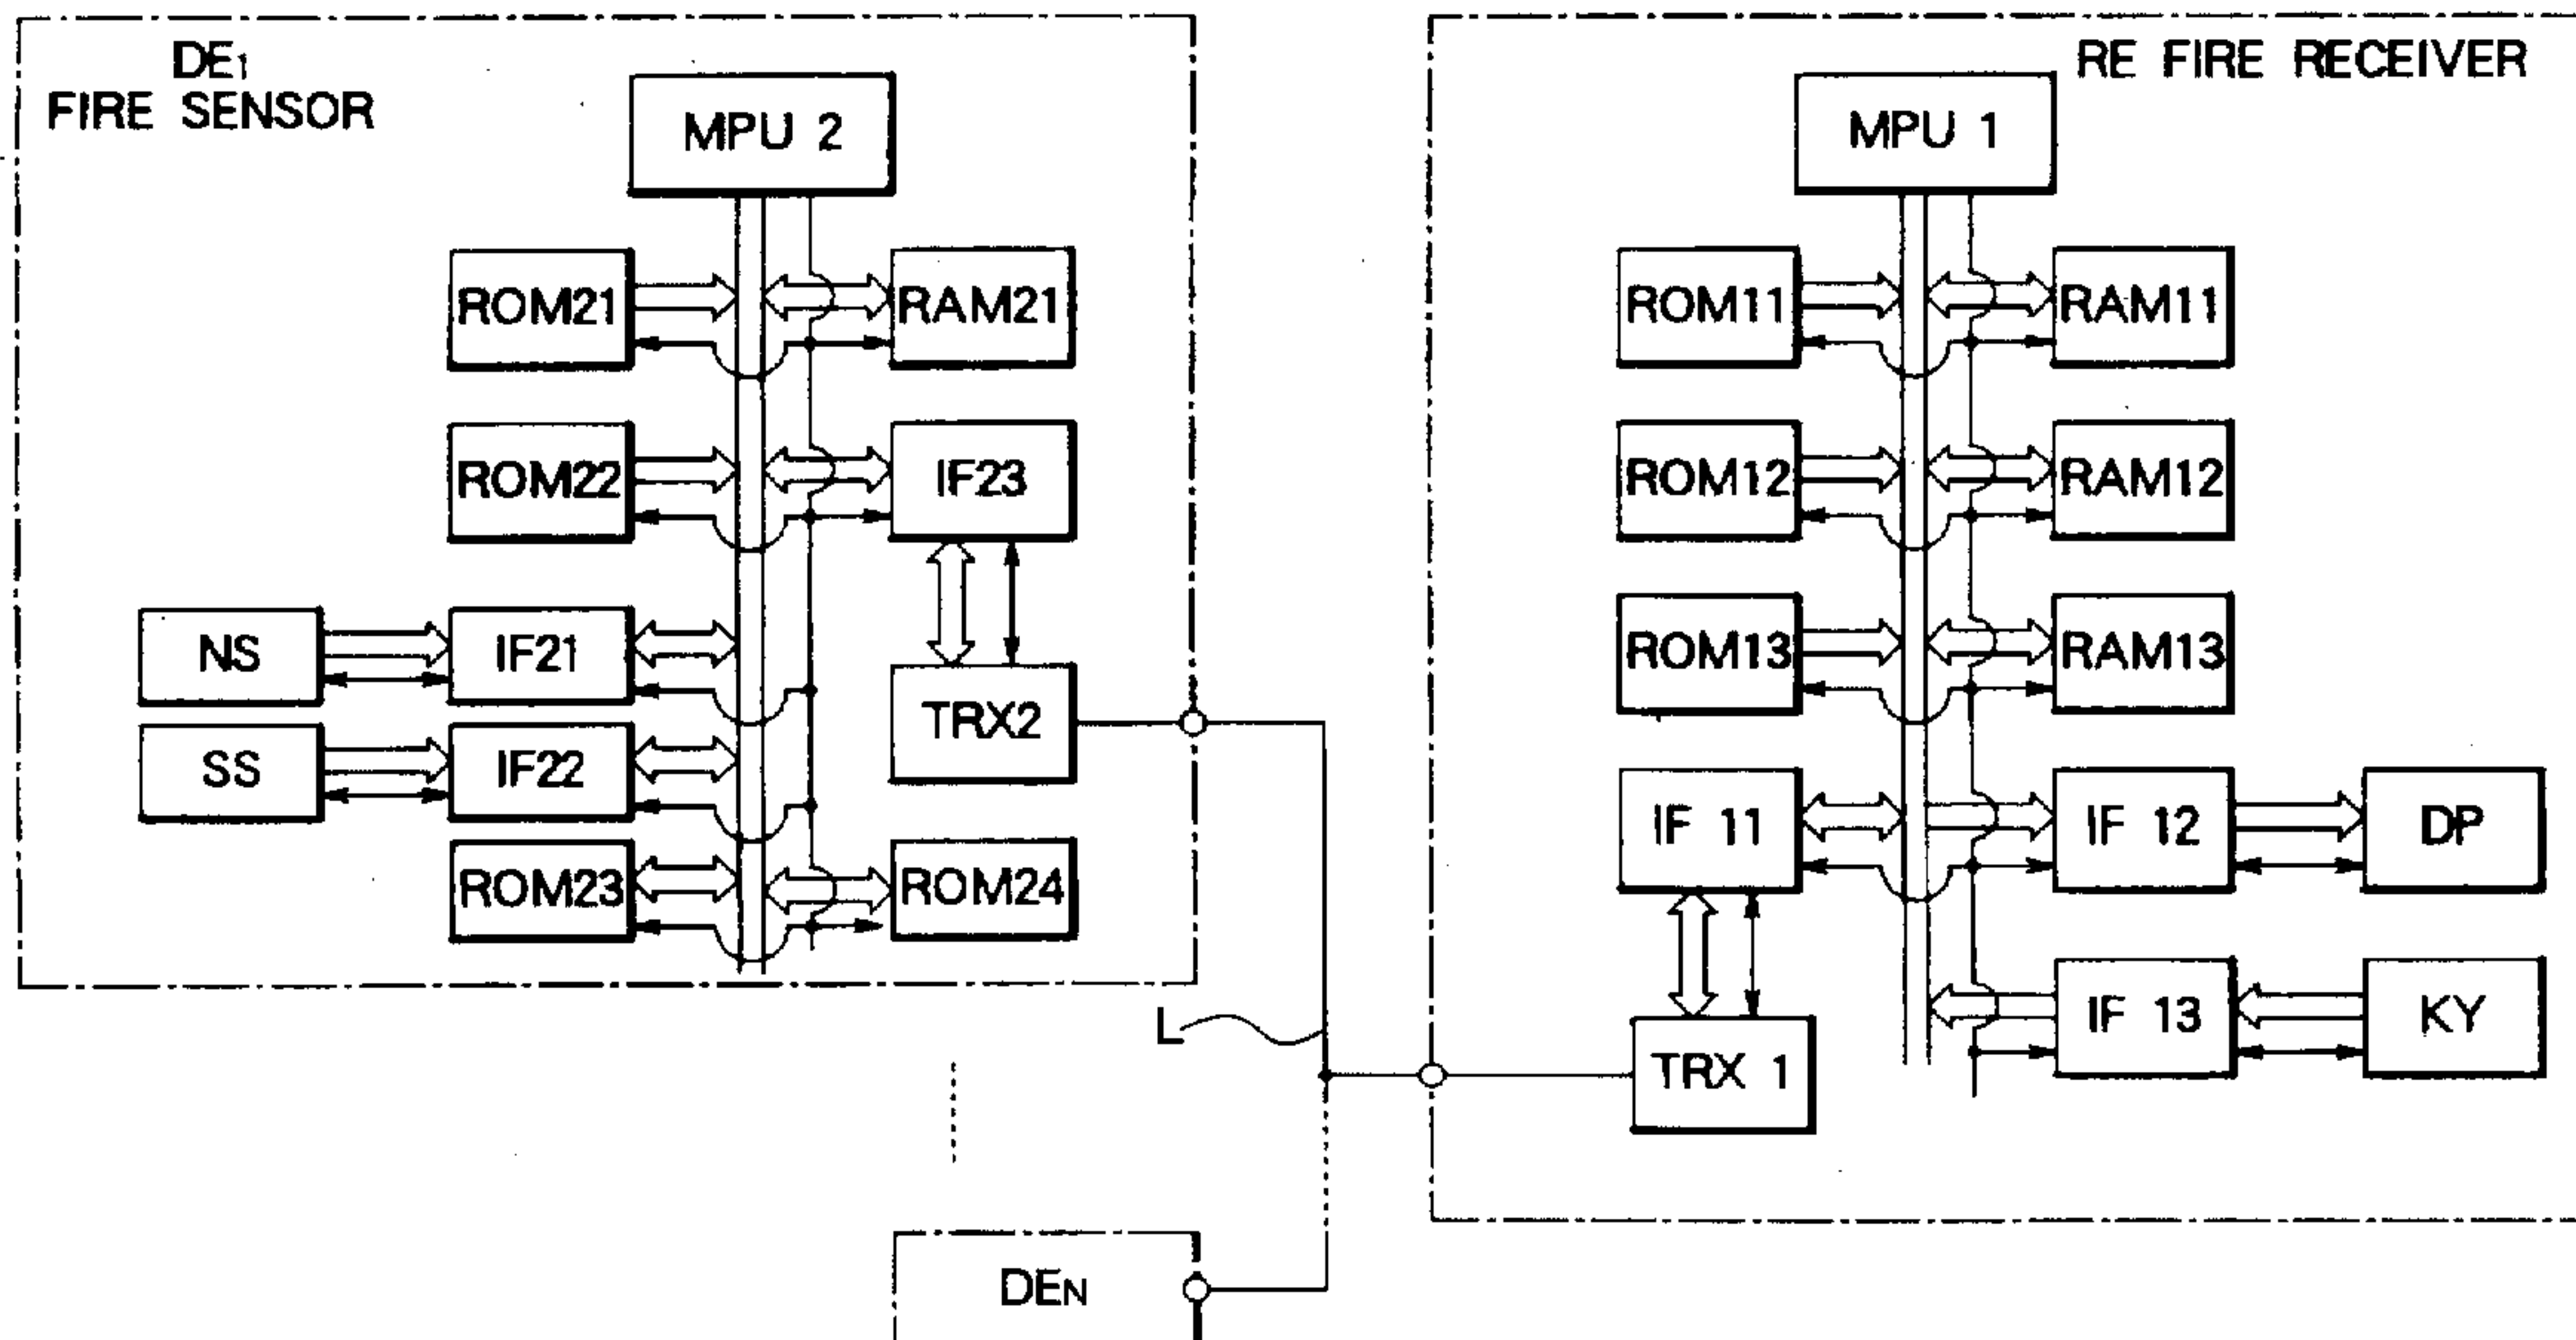 DE1
FIRE SENSOR
MPU 2
ROM21
RAM21
ROM22
IF23
NS
IF21
TRX2
SS
IF22
ROM23
ROM24
RE FIRE RECEIVER
MPU 1
ROM11
RAM11
ROM12
RAM12
ROM13
RAM13
IF 11
IF 12
DP
IF 13
KY
TRX 1
L
DEN